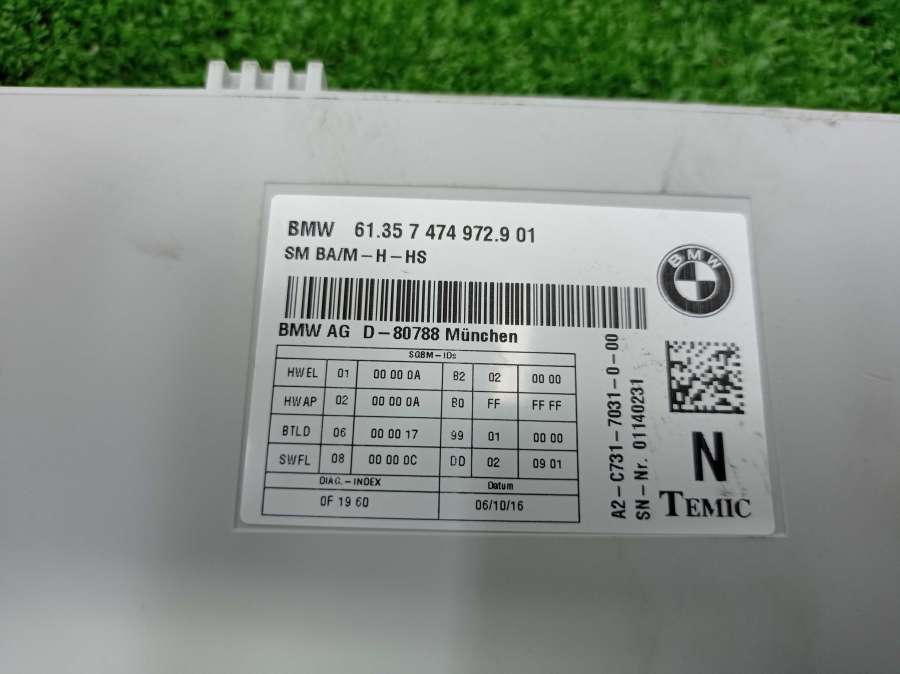 BMW 61.35 7 474 972.9 01
SM BA/M-H-HS
BMW
BMW AG D-80788 München
SGBM-IDs
HWEL 01 00 00 0A B2 02 00 00
HWAP 02 00 00 0A B0 FF FF FF
BTLD 06 00 00 17 99 01 00 00
SWFL 08 00 00 0C DD 02 09 01
DIAG.-INDEX Datum
0F 19 60 06/10/16
A2-C731-7031-0-00
SN-Nr. 01140231
N
TEMIC